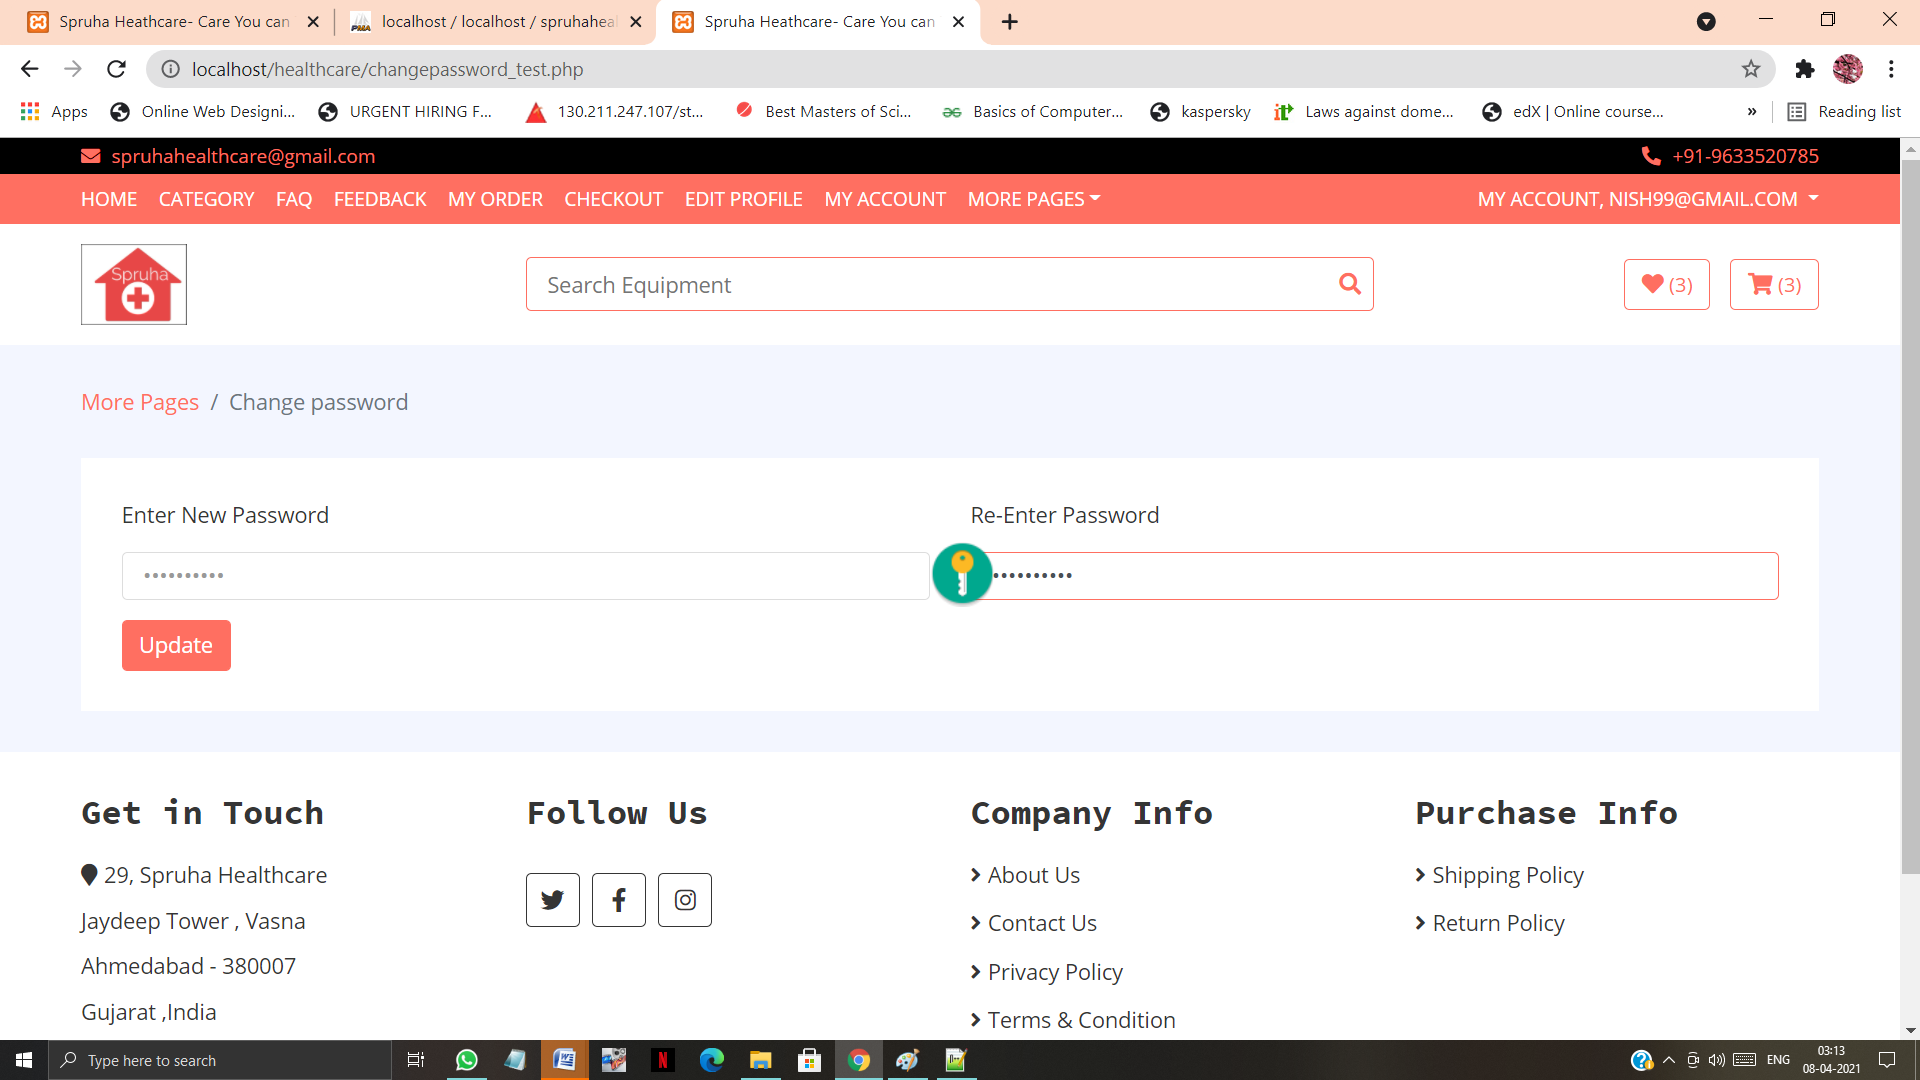 Spruha Heathcare- Care You can
localhost / localhost / spruhaheal
Spruha Heathcare- Care You can
localhost/healthcare/changepassword_test.php
Apps
Online Web Designi...
URGENT HIRING F...
130.211.247.107/st...
Best Masters of Sci...
Basics of Computer...
kaspersky
Laws against dome...
edX | Online course...
»
Reading list
spruhahealthcare@gmail.com
+91-9633520785
HOME CATEGORY FAQ FEEDBACK MY ORDER CHECKOUT EDIT PROFILE MY ACCOUNT MORE PAGES
MY ACCOUNT, NISH99@GMAIL.COM
Spruha
Search Equipment
(3)
(3)
More Pages / Change password
Enter New Password
Re-Enter Password
••••••••••
••••••••••
Update
Get in Touch
29, Spruha Healthcare
Jaydeep Tower , Vasna
Ahmedabad - 380007
Gujarat ,India
Follow Us
Company Info
About Us
Contact Us
Privacy Policy
Terms & Condition
Purchase Info
Shipping Policy
Return Policy
Type here to search
ENG
03:13
08-04-2021